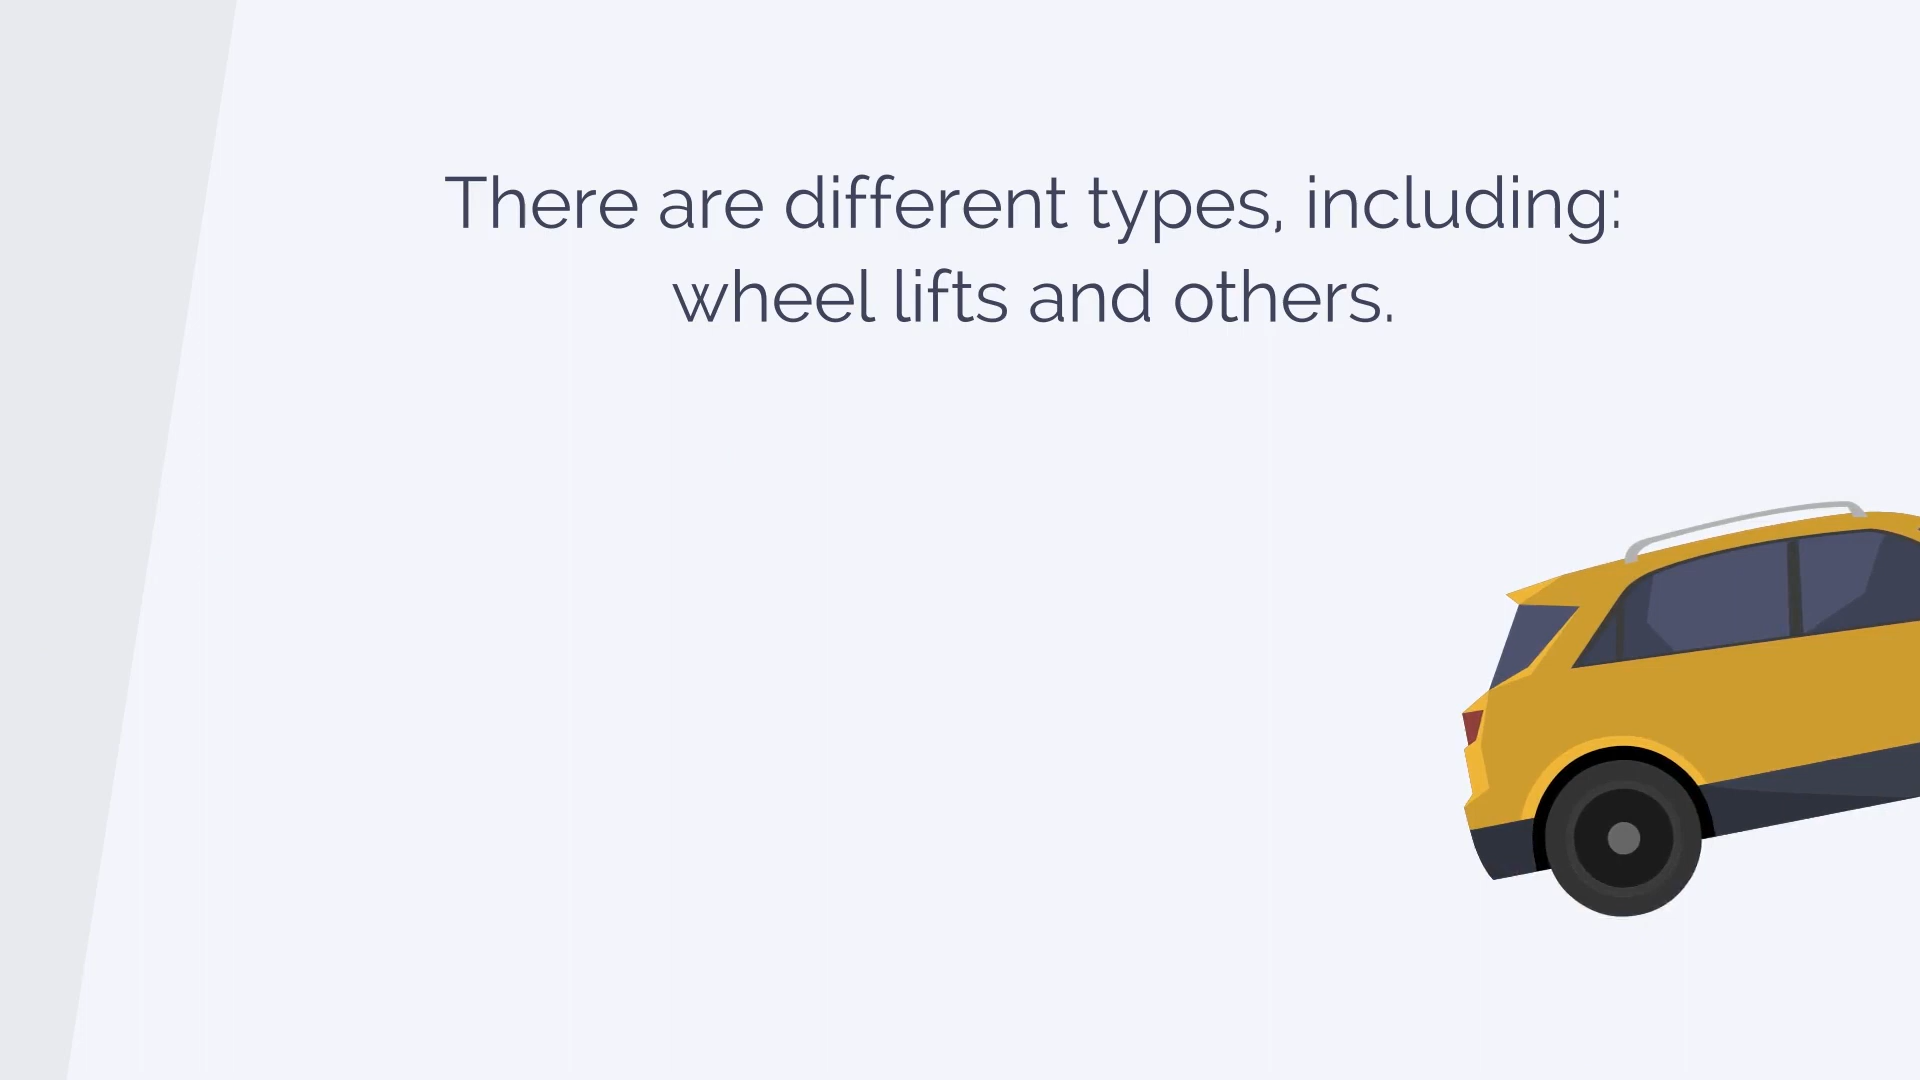 There are different types, including:
wheel lifts and others.